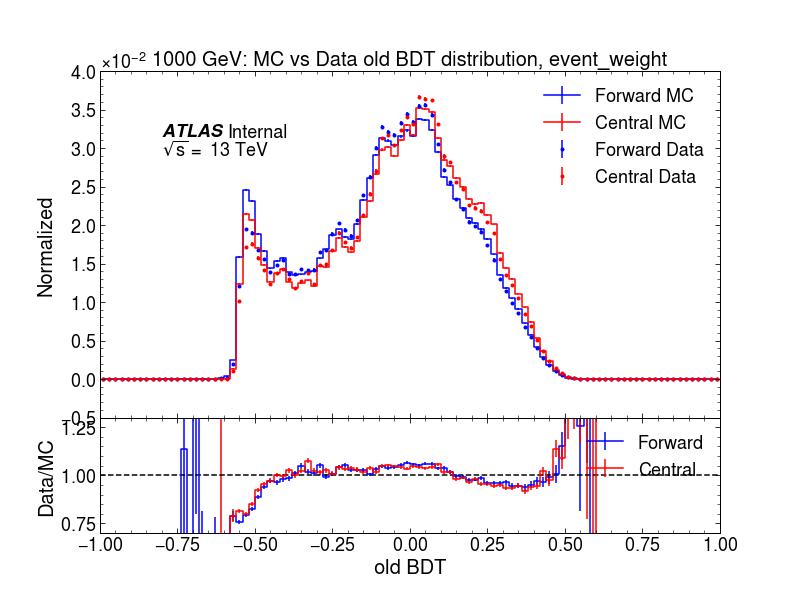 ×10⁻² 1000 GeV: MC vs Data old BDT distribution, event_weight
4.0
3.5
3.0
2.5
2.0
1.5
1.0
0.5
0.0
Normalized
ATLAS Internal
√s = 13 TeV
Forward MC
Central MC
Forward Data
Central Data
0.5
1.25
1.00
0.75
Data/MC
Forward
Central
−1.00 −0.75 −0.50 −0.25 0.00 0.25 0.50 0.75 1.00
old BDT